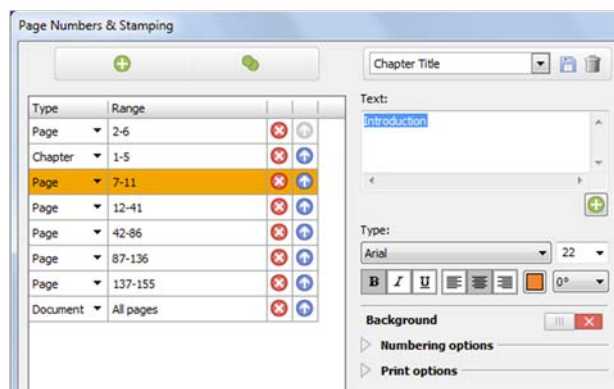 Page Numbers & Stamping
Chapter Title
Type Range
Page 2-6
Chapter 1-5
Page 7-11
Page 12-41
Page 42-86
Page 87-136
Page 137-155
Document All pages
Text:
Introduction
Type:
Arial 22
B I U 0°
Background
Numbering options
Print options